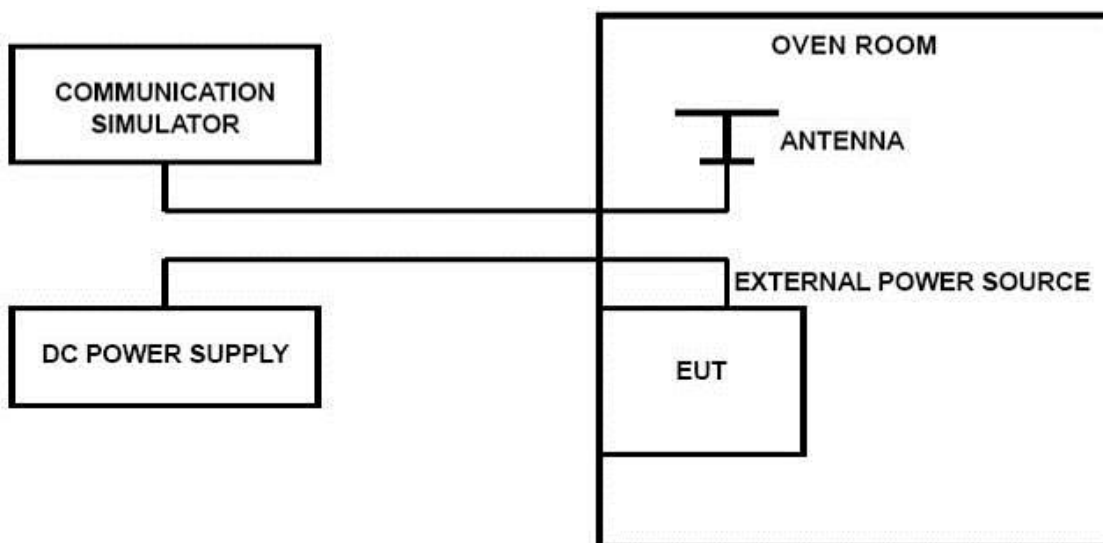 OVEN ROOM
COMMUNICATION
SIMULATOR
ANTENNA
EXTERNAL POWER SOURCE
DC POWER SUPPLY
EUT